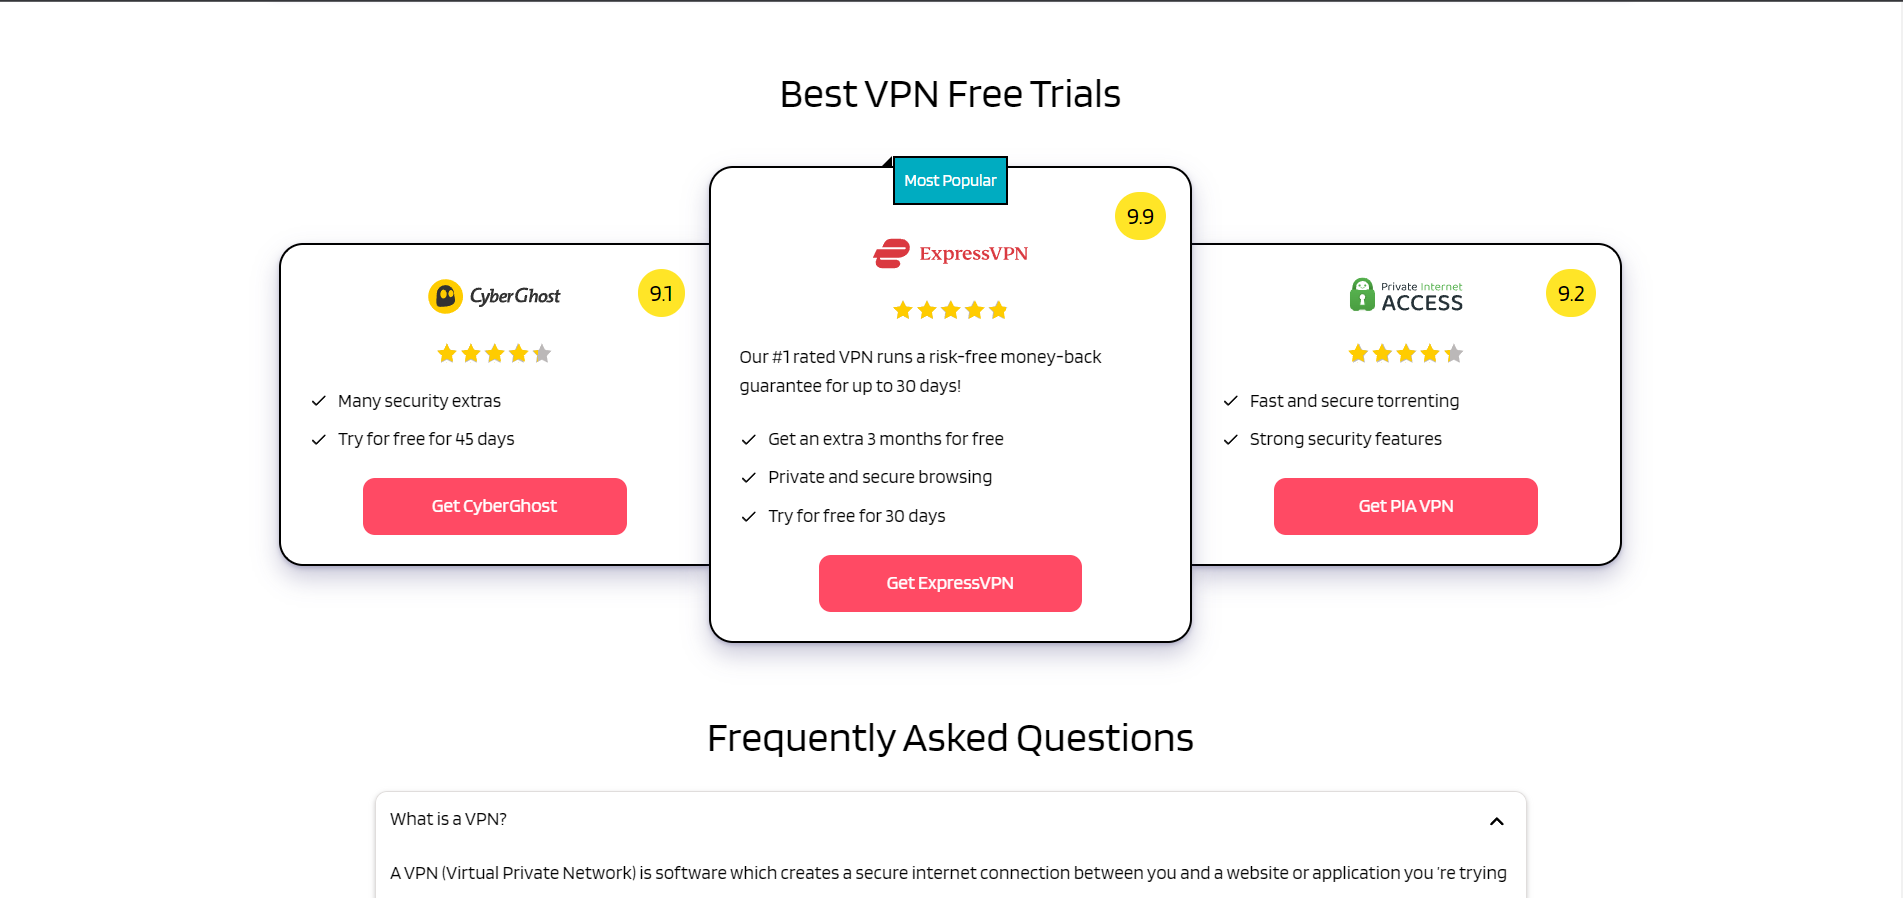 Best VPN Free Trials
CyberGhost
9.1
Many security extras
Try for free for 45 days
Get CyberGhost
Most Popular
9.9
ExpressVPN
Our #1 rated VPN runs a risk-free money-back
guarantee for up to 30 days!
Get an extra 3 months for free
Private and secure browsing
Try for free for 30 days
Get ExpressVPN
Private Internet
ACCESS
9.2
Fast and secure torrenting
Strong security features
Get PIA VPN
Frequently Asked Questions
What is a VPN?
A VPN (Virtual Private Network) is software which creates a secure internet connection between you and a website or application you ’re trying